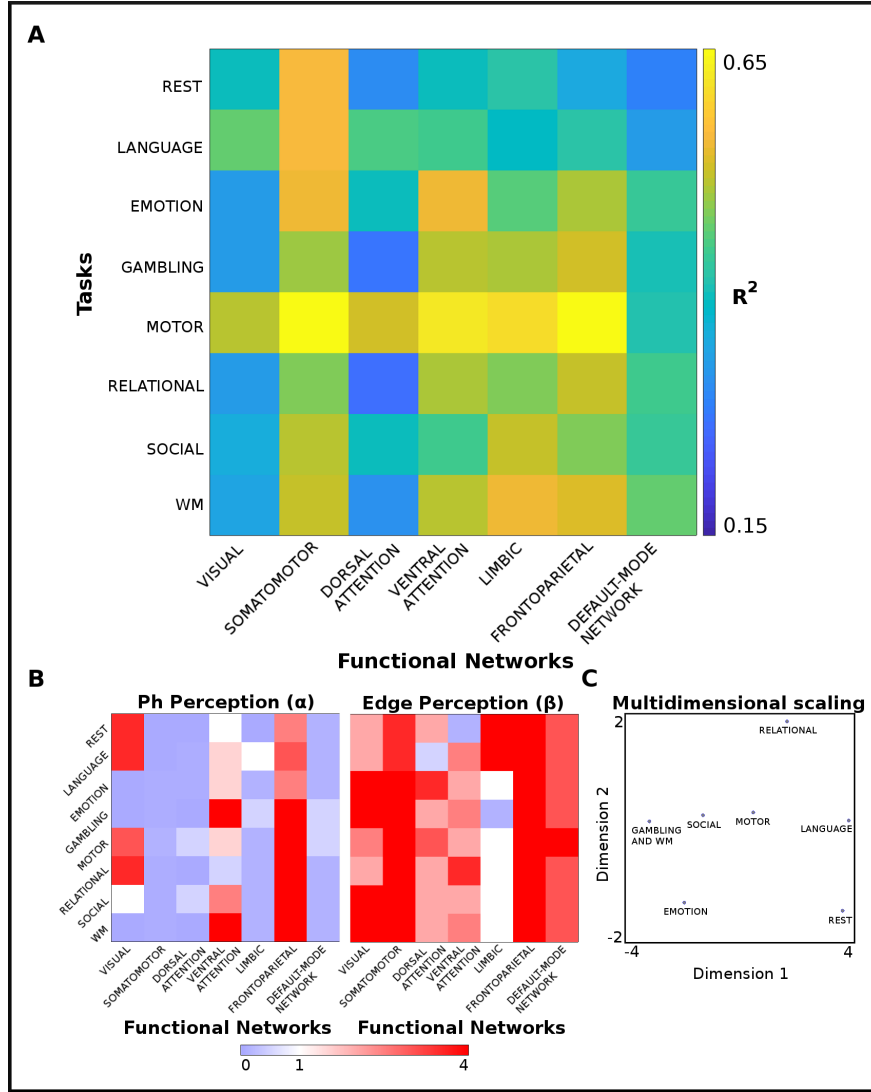 A
REST
LANGUAGE
EMOTION
GAMBLING
MOTOR
RELATIONAL
SOCIAL
WM
Tasks
VISUAL
SOMATOMOTOR
DORSAL
ATTENTION
VENTRAL
ATTENTION
LIMBIC
FRONTOPARIETAL
DEFAULT-MODE
NETWORK
Functional Networks
0.65
R²
0.15
B
Ph Perception (α)
REST
LANGUAGE
EMOTION
GAMBLING
MOTOR
RELATIONAL
SOCIAL
WM
VISUAL
SOMATOMOTOR
DORSAL
ATTENTION
VENTRAL
ATTENTION
LIMBIC
FRONTOPARIETAL
DEFAULT-MODE
NETWORK
Functional Networks
Edge Perception (β)
VISUAL
SOMATOMOTOR
DORSAL
ATTENTION
VENTRAL
ATTENTION
LIMBIC
FRONTOPARIETAL
DEFAULT-MODE
NETWORK
Functional Networks
0 1 4
C
Multidimensional scaling
2
RELATIONAL
GAMBLING
AND WM
SOCIAL
MOTOR
LANGUAGE
EMOTION
REST
Dimension 2
-2
-4 4
Dimension 1